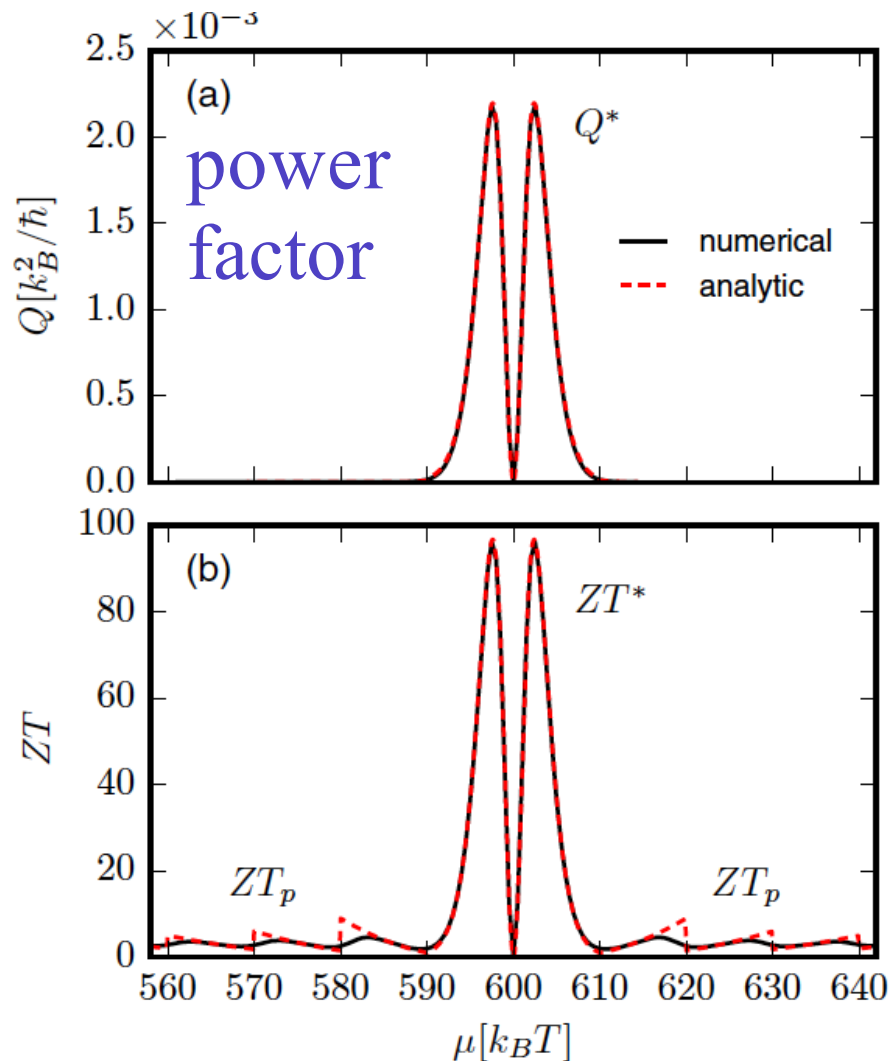 ×10⁻³
2.5
2.0
1.5
1.0
0.5
0.0
Q[k_B^2/ħ]
(a)
power
factor
Q*
numerical
analytic
100
80
60
40
20
0
ZT
(b)
ZT*
ZT_p
ZT_p
560 570 580 590 600 610 620 630 640
μ[k_BT]